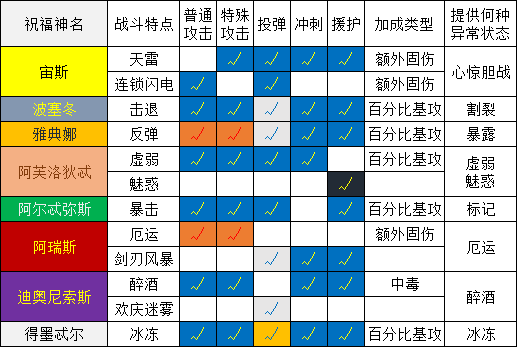 祝福神名 战斗特点 普通攻击 特殊攻击 投弹 冲刺 援护 加成类型 提供何种异常状态
宙斯 天雷 额外固伤 心惊胆战
连锁闪电 额外固伤
波塞冬 击退 百分比基攻 割裂
雅典娜 反弹 百分比基攻 暴露
阿芙洛狄忒 虚弱 百分比基攻 虚弱
魅惑 魅惑
阿尔忒弥斯 暴击 百分比基攻 标记
阿瑞斯 厄运 额外固伤 厄运
剑刃风暴
迪奥尼索斯 醉酒 中毒 醉酒
欢庆迷雾
得墨忒尔 冰冻 百分比基攻 冰冻